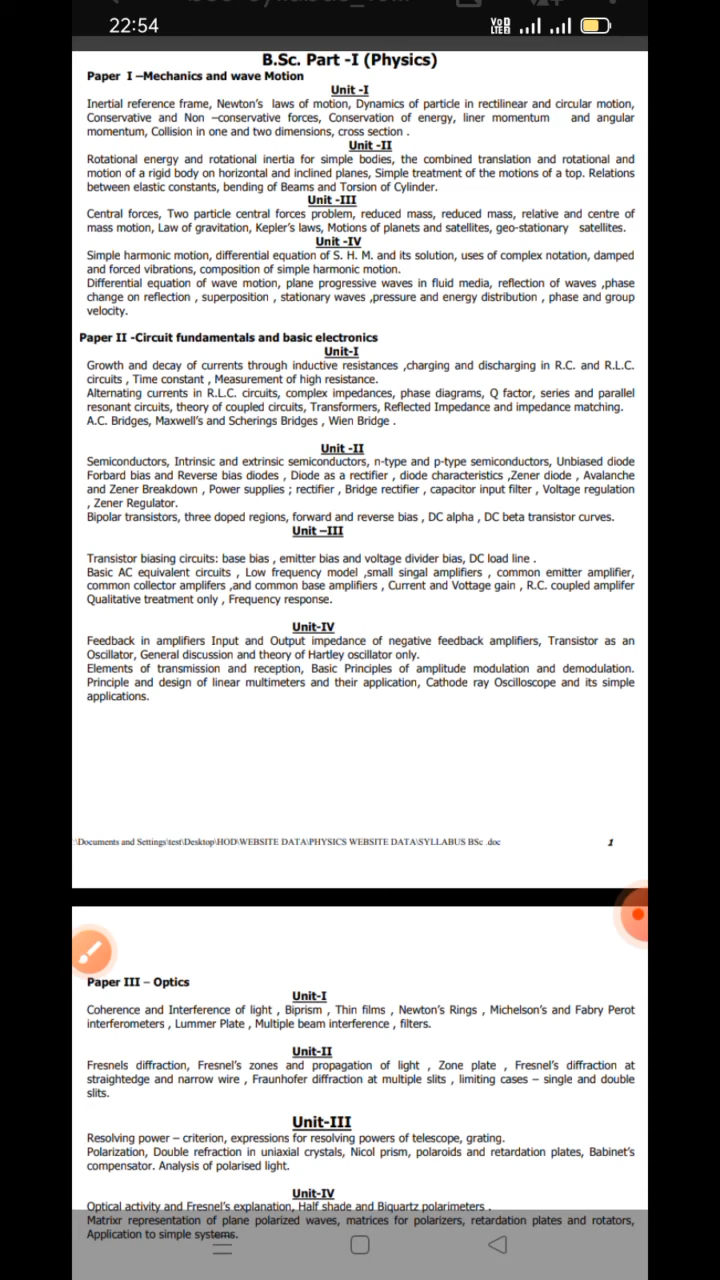 22:54
B.Sc. Part -I (Physics)
Paper I –Mechanics and wave Motion
Unit -I
Inertial reference frame, Newton's laws of motion, Dynamics of particle in rectilinear and circular motion,
Conservative and Non –conservative forces, Conservation of energy, liner momentum and angular
momentum, Collision in one and two dimensions, cross section .
Unit -II
Rotational energy and rotational inertia for simple bodies, the combined translation and rotational and
motion of a rigid body on horizontal and inclined planes, Simple treatment of the motions of a top. Relations
between elastic constants, bending of Beams and Torsion of Cylinder.
Unit -III
Central forces, Two particle central forces problem, reduced mass, reduced mass, relative and centre of
mass motion, Law of gravitation, Kepler's laws, Motions of planets and satellites, geo-stationary satellites.
Unit -IV
Simple harmonic motion, differential equation of S. H. M. and its solution, uses of complex notation, damped
and forced vibrations, composition of simple harmonic motion.
Differential equation of wave motion, plane progressive waves in fluid media, reflection of waves ,phase
change on reflection , superposition , stationary waves ,pressure and energy distribution , phase and group
velocity.
Paper II -Circuit fundamentals and basic electronics
Unit-I
Growth and decay of currents through inductive resistances ,charging and discharging in R.C. and R.L.C.
circuits , Time constant , Measurement of high resistance.
Alternating currents in R.L.C. circuits, complex impedances, phase diagrams, Q factor, series and parallel
resonant circuits, theory of coupled circuits, Transformers, Reflected Impedance and impedance matching.
A.C. Bridges, Maxwell's and Scherings Bridges , Wien Bridge .
Unit -II
Semiconductors, Intrinsic and extrinsic semiconductors, n-type and p-type semiconductors, Unbiased diode
Forbard bias and Reverse bias diodes , Diode as a rectifier , diode characteristics ,Zener diode , Avalanche
and Zener Breakdown , Power supplies ; rectifier , Bridge rectifier , capacitor input filter , Voltage regulation
, Zener Regulator.
Bipolar transistors, three doped regions, forward and reverse bias , DC alpha , DC beta transistor curves.
Unit –III
Transistor biasing circuits: base bias , emitter bias and voltage divider bias, DC load line .
Basic AC equivalent circuits , Low frequency model ,small singal amplifiers , common emitter amplifier,
common collector amplifers ,and common base amplifiers , Current and Vottage gain , R.C. coupled amplifer
Qualitative treatment only , Frequency response.
Unit-IV
Feedback in amplifiers Input and Output impedance of negative feedback amplifiers, Transistor as an
Oscillator, General discussion and theory of Hartley oscillator only.
Elements of transmission and reception, Basic Principles of amplitude modulation and demodulation.
Principle and design of linear multimeters and their application, Cathode ray Oscilloscope and its simple
applications.
:\Documents and Settings\test\Desktop\HOD\WEBSITE DATA\PHYSICS WEBSITE DATA\SYLLABUS BSc .doc 1
Paper III – Optics
Unit-I
Coherence and Interference of light , Biprism , Thin films , Newton's Rings , Michelson's and Fabry Perot
interferometers , Lummer Plate , Multiple beam interference , filters.
Unit-II
Fresnels diffraction, Fresnel's zones and propagation of light , Zone plate , Fresnel's diffraction at
straightedge and narrow wire , Fraunhofer diffraction at multiple slits , limiting cases – single and double
slits.
Unit-III
Resolving power – criterion, expressions for resolving powers of telescope, grating.
Polarization, Double refraction in uniaxial crystals, Nicol prism, polaroids and retardation plates, Babinet's
compensator. Analysis of polarised light.
Unit-IV
Optical activity and Fresnel's explanation, Half shade and Biquartz polarimeters .
Matrixr representation of plane polarized waves, matrices for polarizers, retardation plates and rotators,
Application to simple systems.